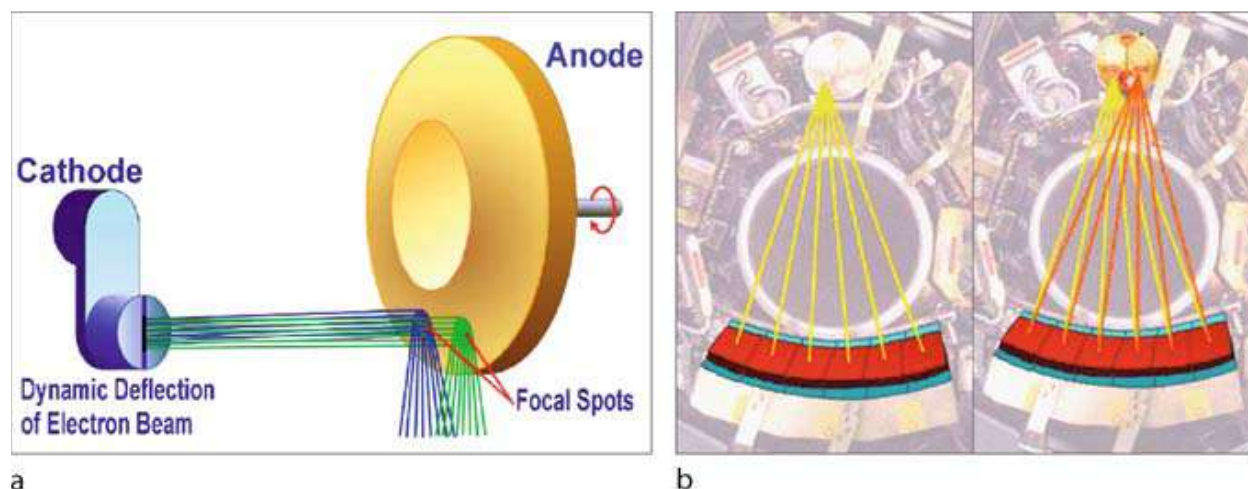 Anode
Cathode
Dynamic Deflection
of Electron Beam
Focal Spots
a
b